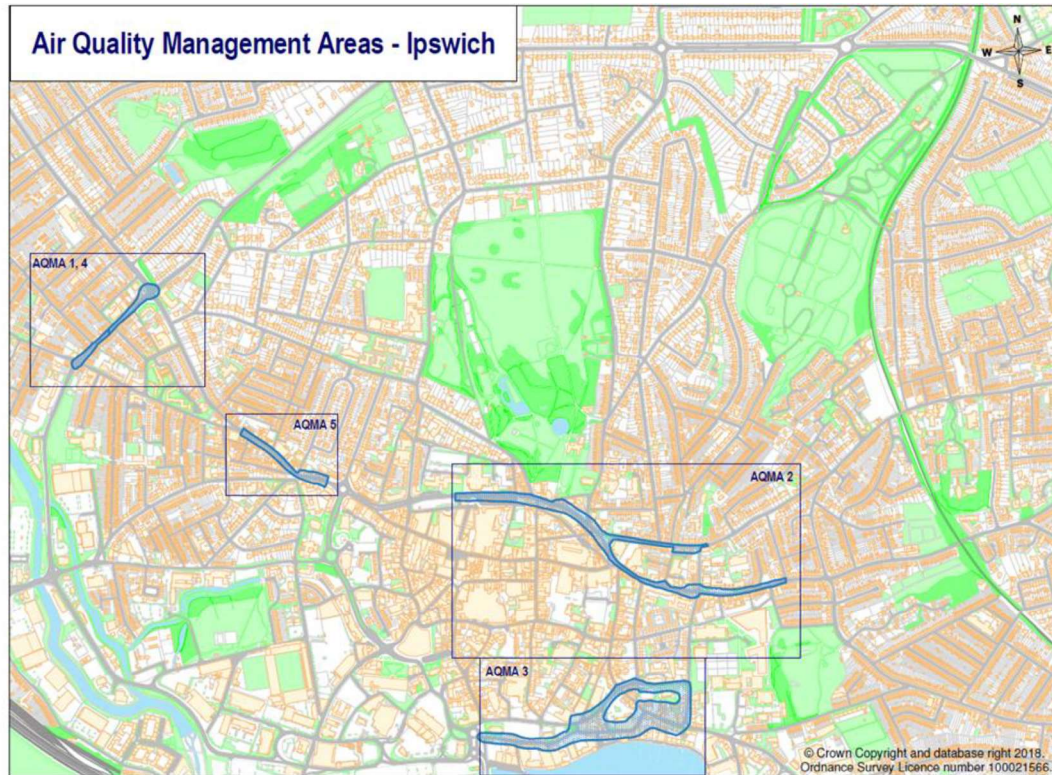 Air Quality Management Areas - Ipswich
N
W
E
S
AQMA 1, 4
AQMA 5
AQMA 2
AQMA 3
© Crown Copyright and database right 2018.
Ordnance Survey Licence number 100021566